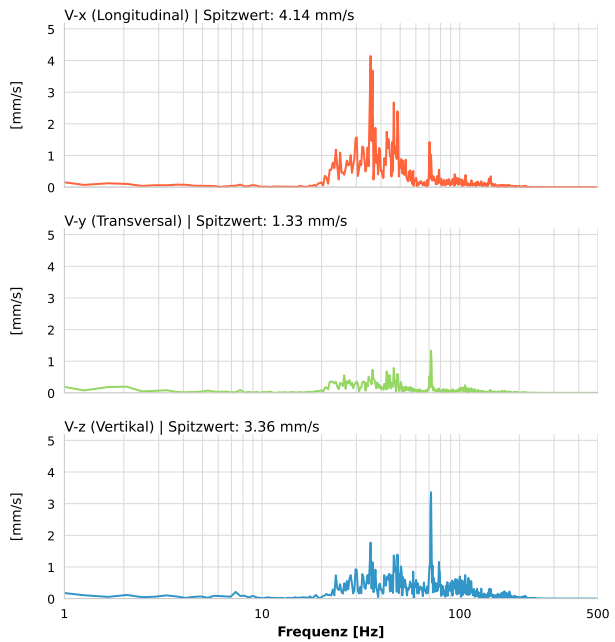 V-x (Longitudinal) | Spitzwert: 4.14 mm/s
5
4
3
2
1
0
[mm/s]
V-y (Transversal) | Spitzwert: 1.33 mm/s
5
4
3
2
1
0
[mm/s]
V-z (Vertikal) | Spitzwert: 3.36 mm/s
5
4
3
2
1
0
[mm/s]
1 10 100 500
Frequenz [Hz]